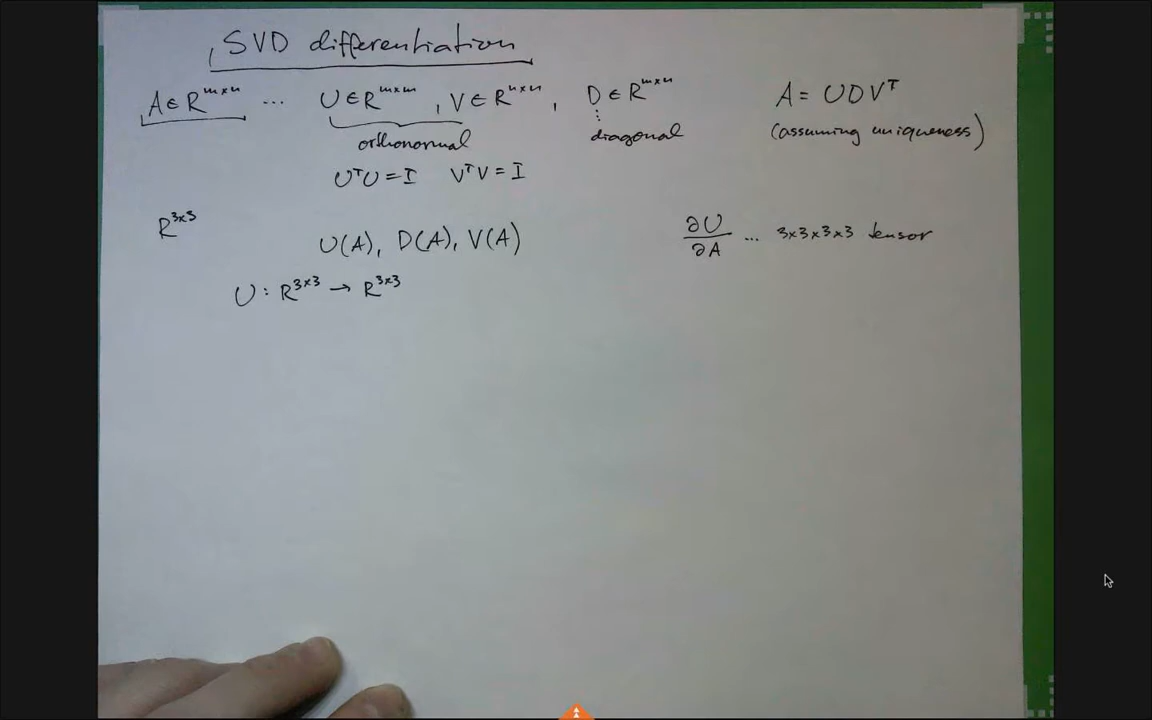 SVD differentiation
A ∈ R^{m×n} ... U ∈ R^{m×m}, V ∈ R^{n×n}, D ∈ R^{m×n} A = UDV^T
orthonormal diagonal (assuming uniqueness)
U^TU = I V^TV = I
R^{3×3} U(A), D(A), V(A) ∂U/∂A ... 3×3×3×3 tensor
U : R^{3×3} → R^{3×3}